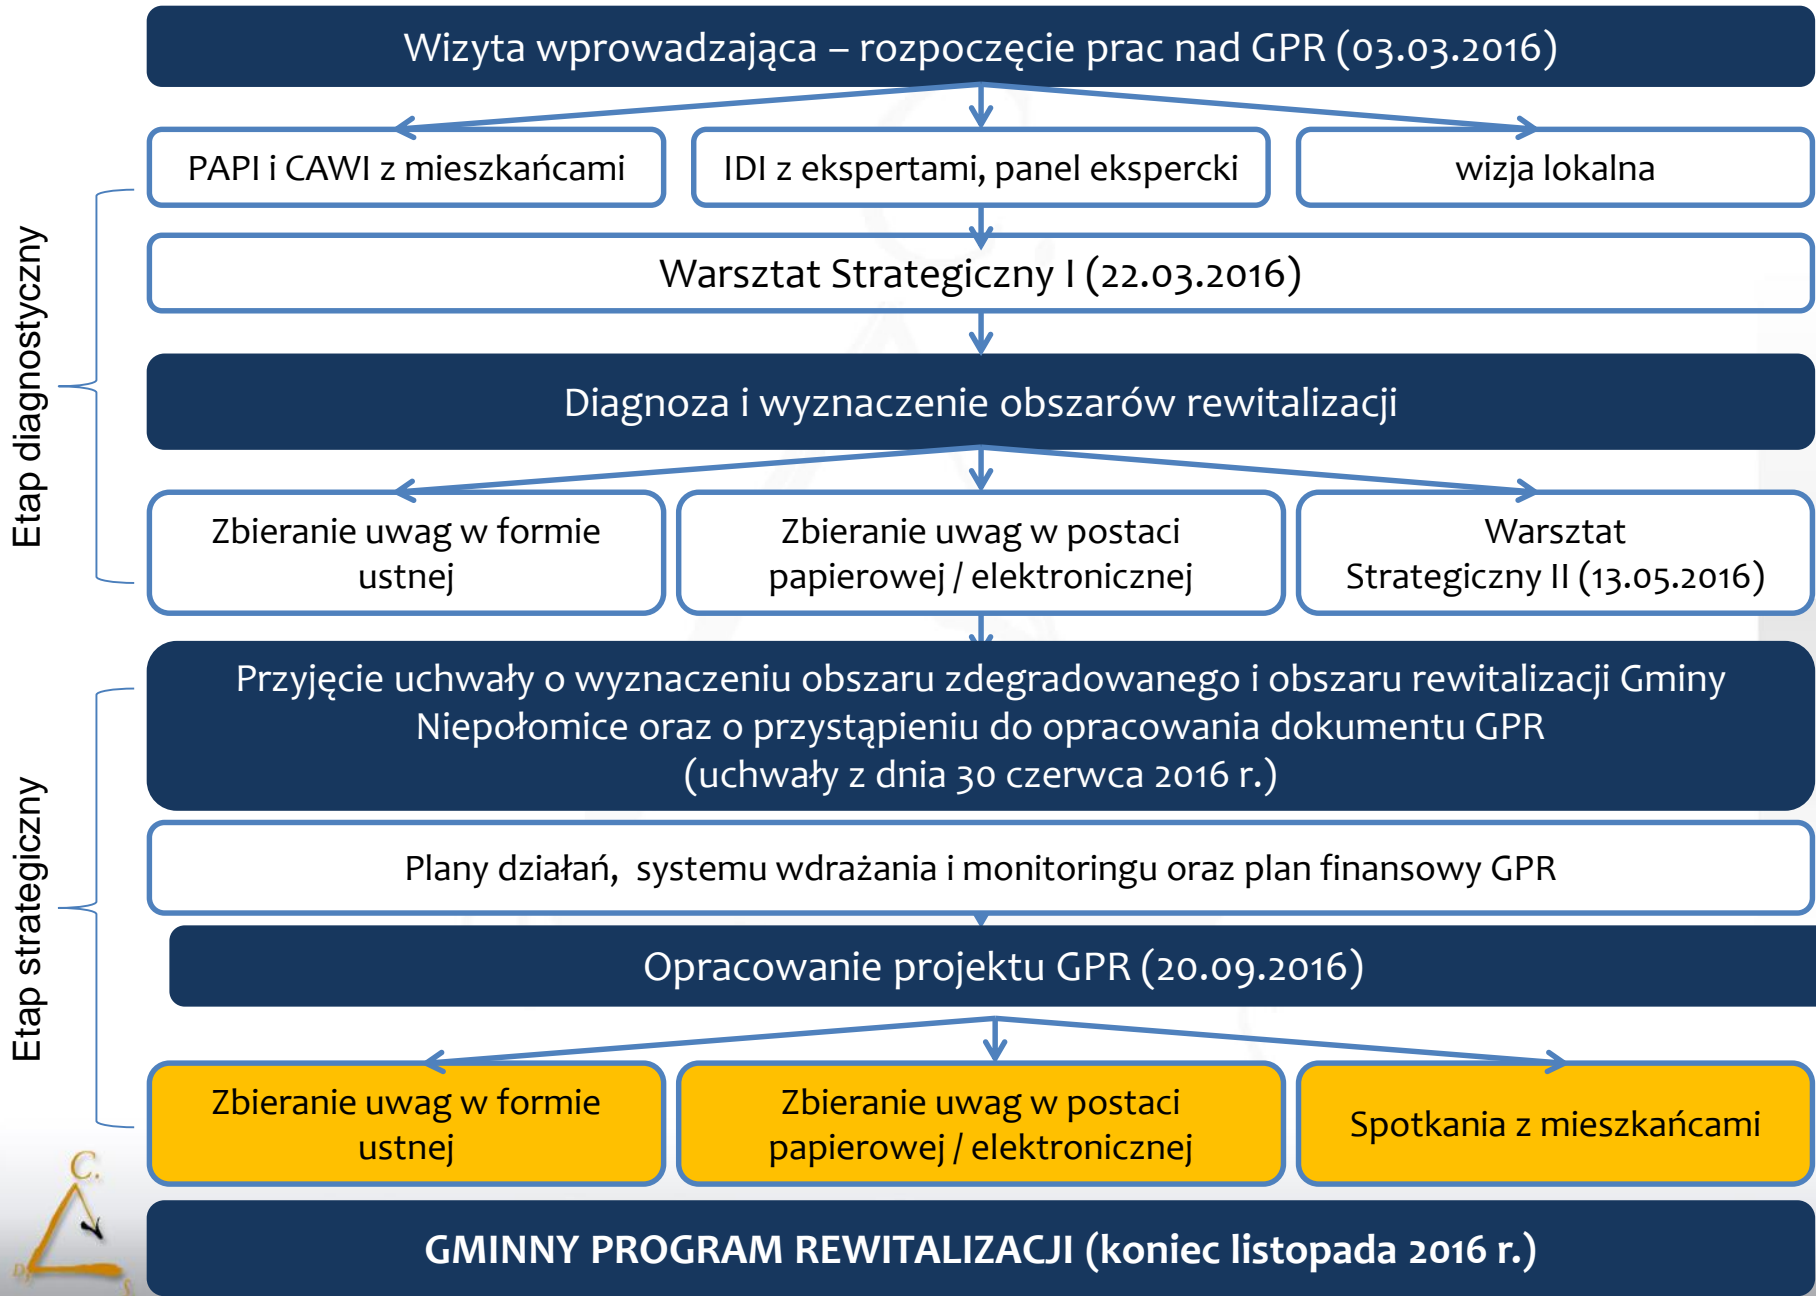 Wizyta wprowadzająca – rozpoczęcie prac nad GPR (03.03.2016)
PAPI i CAWI z mieszkańcami
IDI z ekspertami, panel ekspercki
wizja lokalna
Warsztat Strategiczny I (22.03.2016)
Diagnoza i wyznaczenie obszarów rewitalizacji
Etap diagnostyczny
Zbieranie uwag w formie
ustnej
Zbieranie uwag w postaci
papierowej / elektronicznej
Warsztat
Strategiczny II (13.05.2016)
Przyjęcie uchwały o wyznaczeniu obszaru zdegradowanego i obszaru rewitalizacji Gminy
Niepołomice oraz o przystąpieniu do opracowania dokumentu GPR
(uchwały z dnia 30 czerwca 2016 r.)
Plany działań, systemu wdrażania i monitoringu oraz plan finansowy GPR
Etap strategiczny
Opracowanie projektu GPR (20.09.2016)
Zbieranie uwag w formie
ustnej
Zbieranie uwag w postaci
papierowej / elektronicznej
Spotkania z mieszkańcami
C.
D.
S.
GMINNY PROGRAM REWITALIZACJI (koniec listopada 2016 r.)